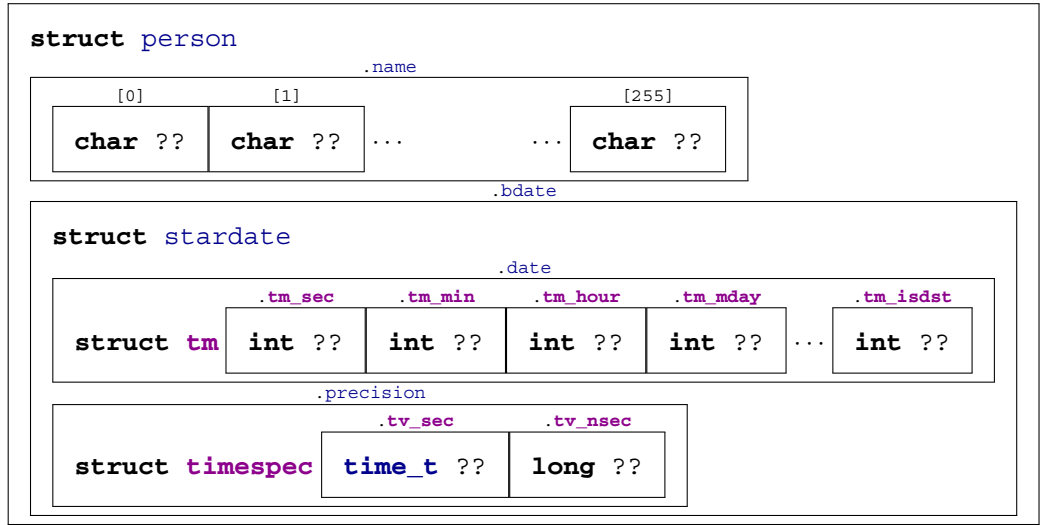 struct person
.name
[0] [1] [255]
char ?? char ?? ... ... char ??
.bdate
struct stardate
.date
.tm_sec .tm_min .tm_hour .tm_mday .tm_isdst
struct tm int ?? int ?? int ?? int ?? ... int ??
.precision
.tv_sec .tv_nsec
struct timespec time_t ?? long ??